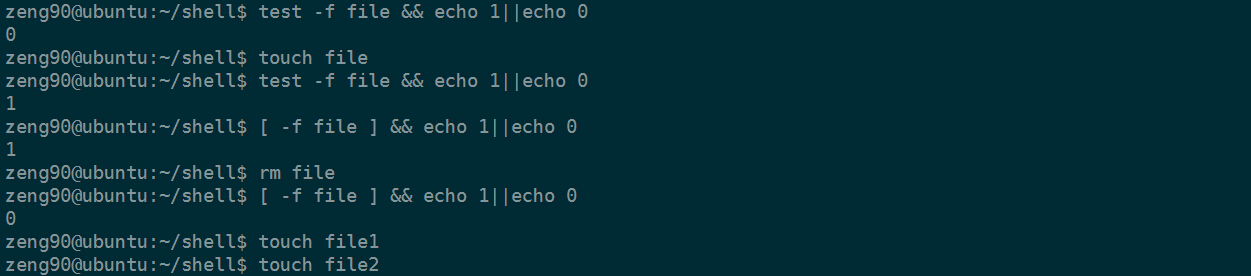 zeng90@ubuntu:~/shell$ test -f file && echo 1||echo 0
0
zeng90@ubuntu:~/shell$ touch file
zeng90@ubuntu:~/shell$ test -f file && echo 1||echo 0
1
zeng90@ubuntu:~/shell$ [ -f file ] && echo 1||echo 0
1
zeng90@ubuntu:~/shell$ rm file
zeng90@ubuntu:~/shell$ [ -f file ] && echo 1||echo 0
0
zeng90@ubuntu:~/shell$ touch file1
zeng90@ubuntu:~/shell$ touch file2